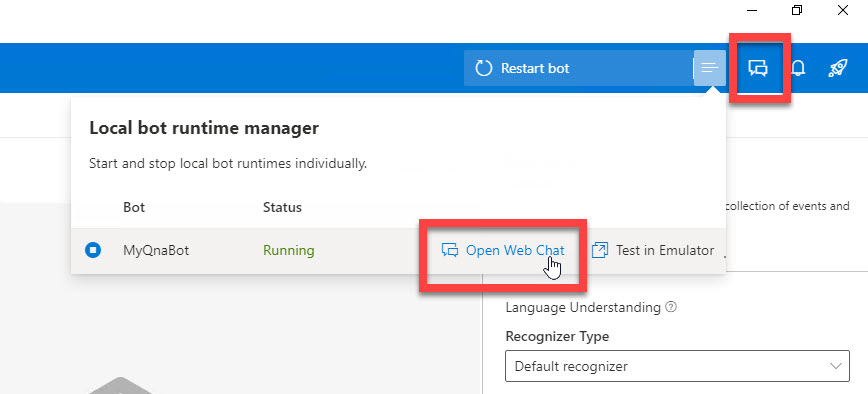 Restart bot
Local bot runtime manager
Start and stop local bot runtimes individually.
Bot Status
collection of events and
MyQnaBot Running Open Web Chat Test in Emulator
Language Understanding
Recognizer Type
Default recognizer